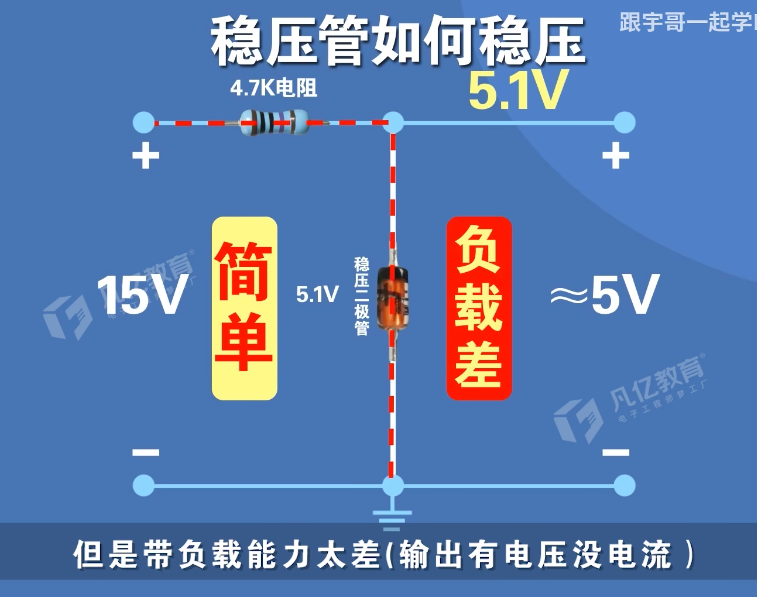 跟宇哥一起学
稳压管如何稳压
4.7K电阻
5.1V
+
+
简单
负载差
稳压二极管
5.1V
15V
≈5V
凡亿教育
凡亿教育
电子工程师梦工厂
−
−
但是带负载能力太差(输出有电压没电流)